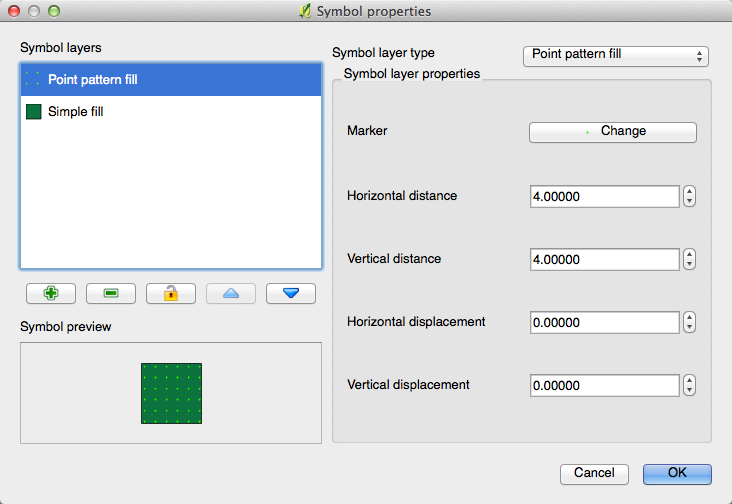 Symbol properties
Symbol layers
Point pattern fill
Simple fill
Symbol preview
Symbol layer type
Point pattern fill
Symbol layer properties
Marker
Change
Horizontal distance
4.00000
Vertical distance
4.00000
Horizontal displacement
0.00000
Vertical displacement
0.00000
Cancel
OK